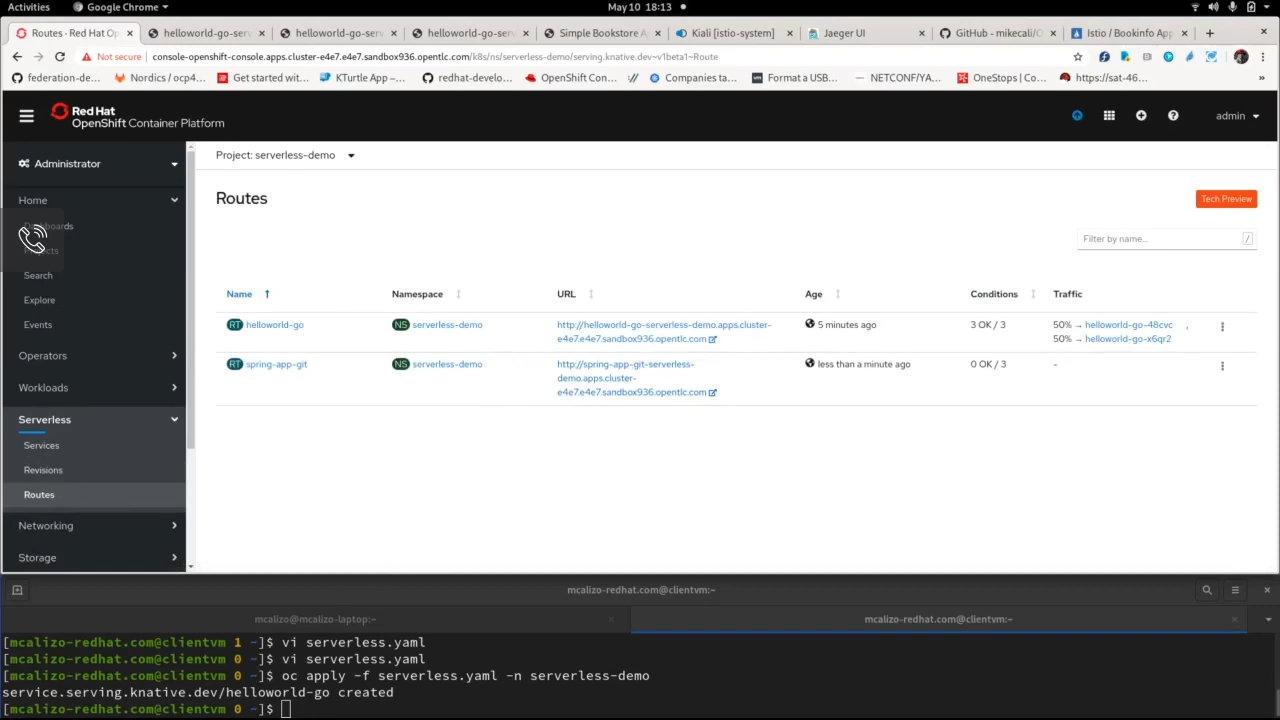 Activities Google Chrome May 10 18:13
Routes · Red Hat Op helloworld-go-serve helloworld-go-serve helloworld-go-serve Simple Bookstore A Kiali [istio-system] Jaeger UI GitHub - mikecali/O Istio / Bookinfo App
Not secure console-openshift-console.apps.cluster-e4e7.e4e7.sandbox936.opentlc.com/k8s/ns/serverless-demo/serving.knative.dev~v1beta1~Route
federation-de... Nordics / ocp4... Get started wit... KTurtle App –... redhat-develo... OpenShift Con... Companies ta... Format a USB... NETCONF/YA... OneStops | Co... https://sat-46... »
Red Hat
OpenShift Container Platform
admin
Administrator
Project: serverless-demo
Home
Routes
Tech Preview
Dashboards
Projects
Filter by name... /
Search
Explore
Events
Operators
Workloads
Serverless
Services
Revisions
Routes
Networking
Storage
Name Namespace URL Age Conditions Traffic
RT helloworld-go NS serverless-demo http://helloworld-go-serverless-demo.apps.cluster- 5 minutes ago 3 OK / 3 50% → helloworld-go-48cvc ,
e4e7.e4e7.sandbox936.opentlc.com 50% → helloworld-go-x6qr2
RT spring-app-git NS serverless-demo http://spring-app-git-serverless- less than a minute ago 0 OK / 3 -
demo.apps.cluster-
e4e7.e4e7.sandbox936.opentlc.com
mcalizo-redhat.com@clientvm:~
mcalizo@mcalizo-laptop:~ mcalizo-redhat.com@clientvm:~
[mcalizo-redhat.com@clientvm 1 ~]$ vi serverless.yaml
[mcalizo-redhat.com@clientvm 0 ~]$ vi serverless.yaml
[mcalizo-redhat.com@clientvm 0 ~]$ oc apply -f serverless.yaml -n serverless-demo
service.serving.knative.dev/helloworld-go created
[mcalizo-redhat.com@clientvm 0 ~]$